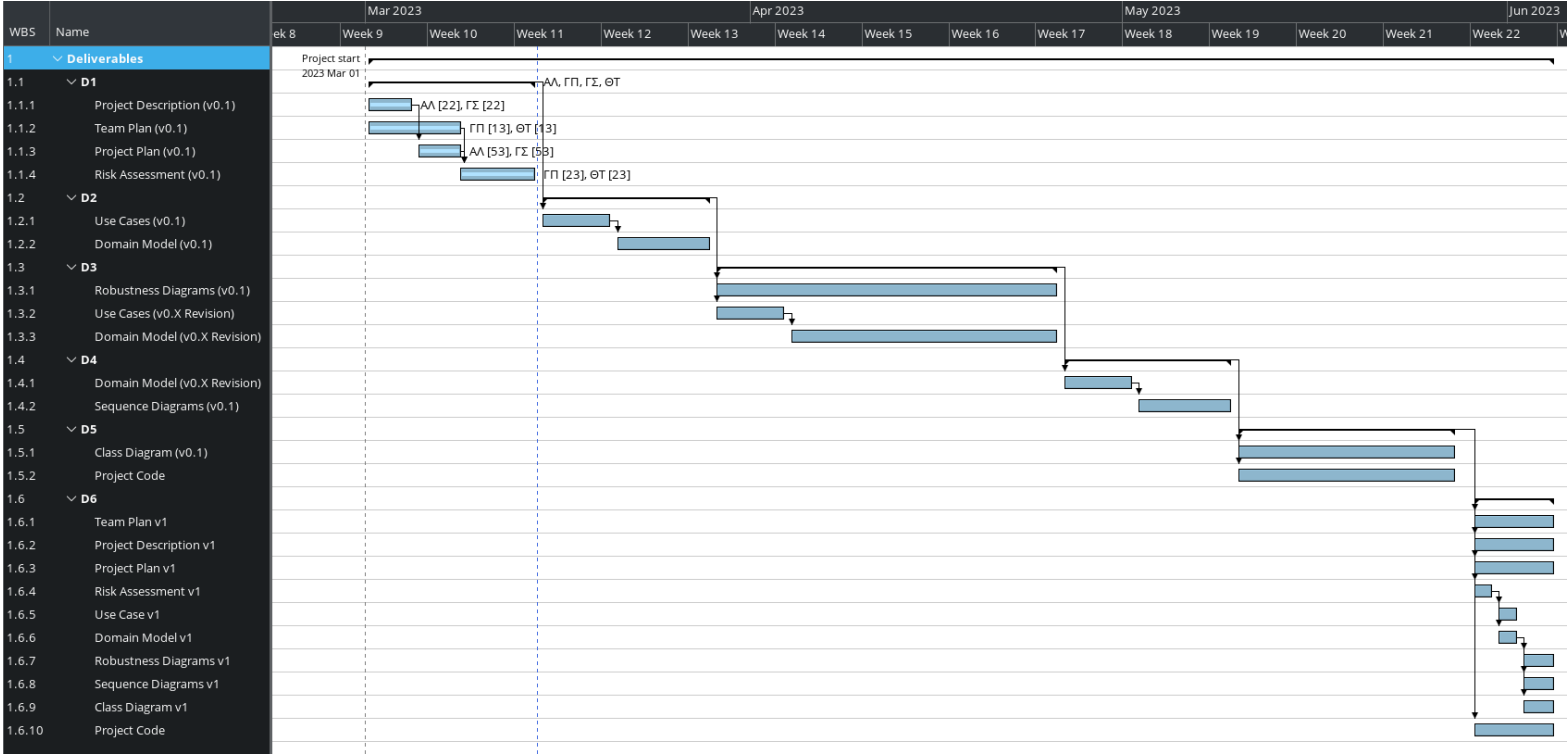 WBS Name Mar 2023 Apr 2023 May 2023 Jun 2023
ek 8 Week 9 Week 10 Week 11 Week 12 Week 13 Week 14 Week 15 Week 16 Week 17 Week 18 Week 19 Week 20 Week 21 Week 22 W
1 Deliverables Project start
2023 Mar 01
1.1 D1 ΑΛ, ΓΠ, ΓΣ, ΘΤ
1.1.1 Project Description (v0.1) ΑΛ [22], ΓΣ [22]
1.1.2 Team Plan (v0.1) ΓΠ [13], ΘΤ [13]
1.1.3 Project Plan (v0.1) ΑΛ [53], ΓΣ [53]
1.1.4 Risk Assessment (v0.1) ΓΠ [23], ΘΤ [23]
1.2 D2
1.2.1 Use Cases (v0.1)
1.2.2 Domain Model (v0.1)
1.3 D3
1.3.1 Robustness Diagrams (v0.1)
1.3.2 Use Cases (v0.X Revision)
1.3.3 Domain Model (v0.X Revision)
1.4 D4
1.4.1 Domain Model (v0.X Revision)
1.4.2 Sequence Diagrams (v0.1)
1.5 D5
1.5.1 Class Diagram (v0.1)
1.5.2 Project Code
1.6 D6
1.6.1 Team Plan v1
1.6.2 Project Description v1
1.6.3 Project Plan v1
1.6.4 Risk Assessment v1
1.6.5 Use Case v1
1.6.6 Domain Model v1
1.6.7 Robustness Diagrams v1
1.6.8 Sequence Diagrams v1
1.6.9 Class Diagram v1
1.6.10 Project Code